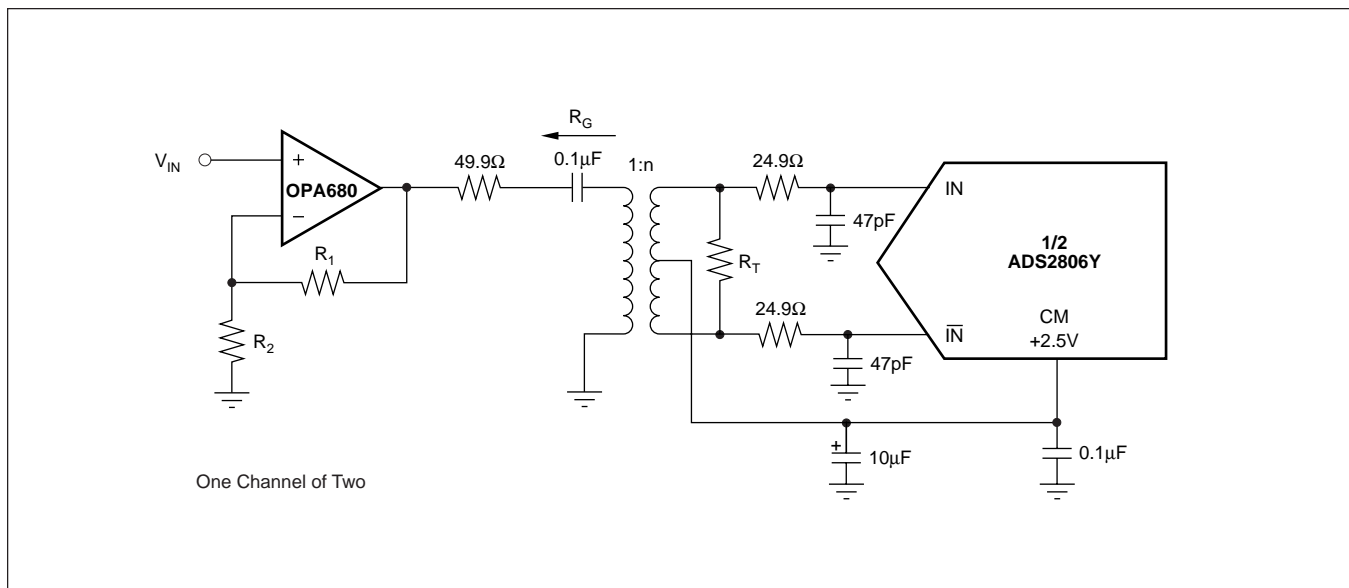 R_G
49.9Ω
0.1µF
1:n
24.9Ω
V_IN
+
OPA680
−
47pF
IN
1/2
ADS2806Y
R_1
R_T
R_2
24.9Ω
CM
+2.5V
I̅N̅
47pF
+
10µF
0.1µF
One Channel of Two